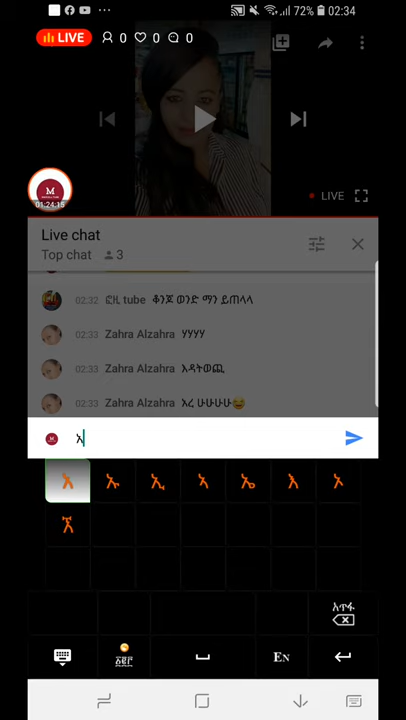 72% 02:34
LIVE 0 0 0
LIVE
M
01:24:15
Live chat
Top chat 3
02:32 ፎዚ tube ቆንጆ ወንድ ማን ይጠላላ
02:33 Zahra Alzahra ሃሃሃሃ
02:33 Zahra Alzahra እዳትወጪ
02:33 Zahra Alzahra እረ ሁሁሁሁ😂
አ
አ ኡ ኢ ኣ ኤ እ ኦ
ኧ
አጥፋ
EN